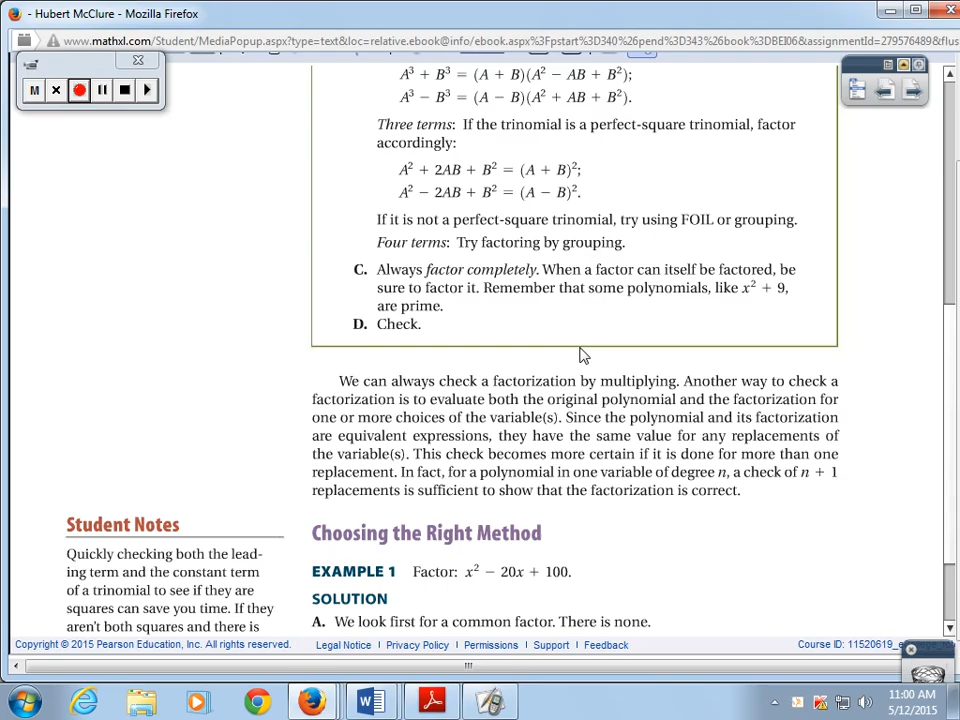 - Hubert McClure - Mozilla Firefox
www.mathxl.com/Student/MediaPopup.aspx?type=text&loc=relative.ebook@info/ebook.aspx%3Fpstart%3D340%26pend%3D343%26book%3DBEI06&assignmentId=279576489&flus
M
A³ + B³ = (A + B)(A² − AB + B²);
A³ − B³ = (A − B)(A² + AB + B²).
Three terms: If the trinomial is a perfect-square trinomial, factor
accordingly:
A² + 2AB + B² = (A + B)²;
A² − 2AB + B² = (A − B)².
If it is not a perfect-square trinomial, try using FOIL or grouping.
Four terms: Try factoring by grouping.
C. Always factor completely. When a factor can itself be factored, be
sure to factor it. Remember that some polynomials, like x² + 9,
are prime.
D. Check.
We can always check a factorization by multiplying. Another way to check a
factorization is to evaluate both the original polynomial and the factorization for
one or more choices of the variable(s). Since the polynomial and its factorization
are equivalent expressions, they have the same value for any replacements of
the variable(s). This check becomes more certain if it is done for more than one
replacement. In fact, for a polynomial in one variable of degree n, a check of n + 1
replacements is sufficient to show that the factorization is correct.
Student Notes
Quickly checking both the lead-
ing term and the constant term
of a trinomial to see if they are
squares can save you time. If they
aren't both squares and there is
Choosing the Right Method
EXAMPLE 1 Factor: x² − 20x + 100.
SOLUTION
A. We look first for a common factor. There is none.
Copyright © 2015 Pearson Education, Inc. All rights reserved.
Legal Notice | Privacy Policy | Permissions | Support | Feedback
Course ID: 11520619_
11:00 AM
5/12/2015